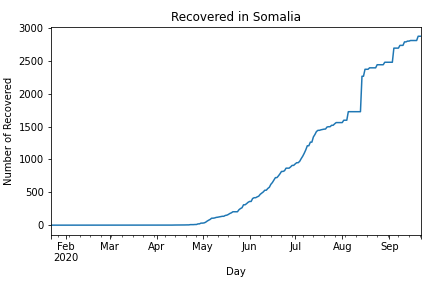 Recovered in Somalia
3000
2500
2000
1500
1000
500
0
Number of Recovered
Feb Mar Apr May Jun Jul Aug Sep
2020
Day